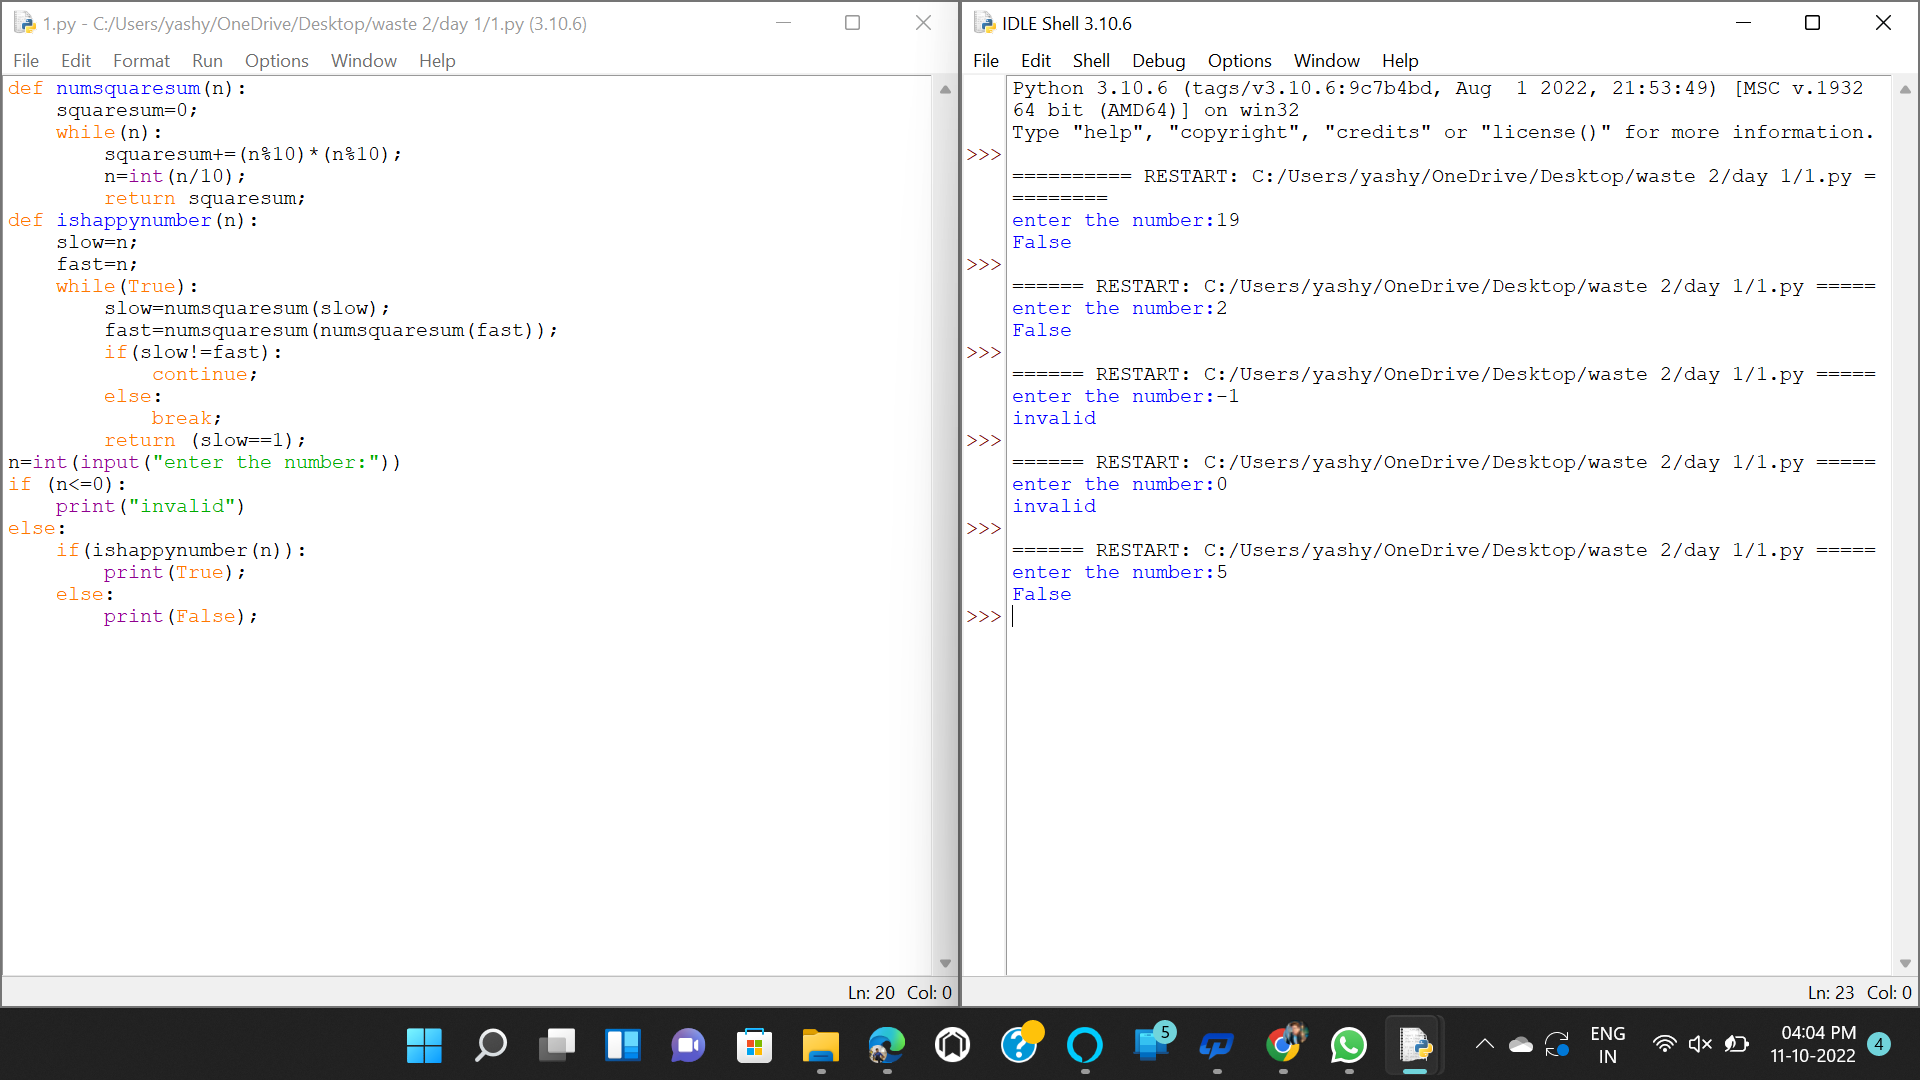 1.py - C:/Users/yashy/OneDrive/Desktop/waste 2/day 1/1.py (3.10.6)
File Edit Format Run Options Window Help
def numsquaresum(n):
    squaresum=0;
    while(n):
        squaresum+=(n%10)*(n%10);
        n=int(n/10);
        return squaresum;
def ishappynumber(n):
    slow=n;
    fast=n;
    while(True):
        slow=numsquaresum(slow);
        fast=numsquaresum(numsquaresum(fast));
        if(slow!=fast):
            continue;
        else:
            break;
        return (slow==1);
n=int(input("enter the number:"))
if (n<=0):
    print("invalid")
else:
    if(ishappynumber(n)):
        print(True);
    else:
        print(False);
Ln: 20 Col: 0
IDLE Shell 3.10.6
File Edit Shell Debug Options Window Help
Python 3.10.6 (tags/v3.10.6:9c7b4bd, Aug  1 2022, 21:53:49) [MSC v.1932
64 bit (AMD64)] on win32
Type "help", "copyright", "credits" or "license()" for more information.
>>>
========== RESTART: C:/Users/yashy/OneDrive/Desktop/waste 2/day 1/1.py =
========
enter the number:19
False
>>>
====== RESTART: C:/Users/yashy/OneDrive/Desktop/waste 2/day 1/1.py =====
enter the number:2
False
>>>
====== RESTART: C:/Users/yashy/OneDrive/Desktop/waste 2/day 1/1.py =====
enter the number:-1
invalid
>>>
====== RESTART: C:/Users/yashy/OneDrive/Desktop/waste 2/day 1/1.py =====
enter the number:0
invalid
>>>
====== RESTART: C:/Users/yashy/OneDrive/Desktop/waste 2/day 1/1.py =====
enter the number:5
False
>>>
Ln: 23 Col: 0
5
ENG
IN
04:04 PM
11-10-2022
4